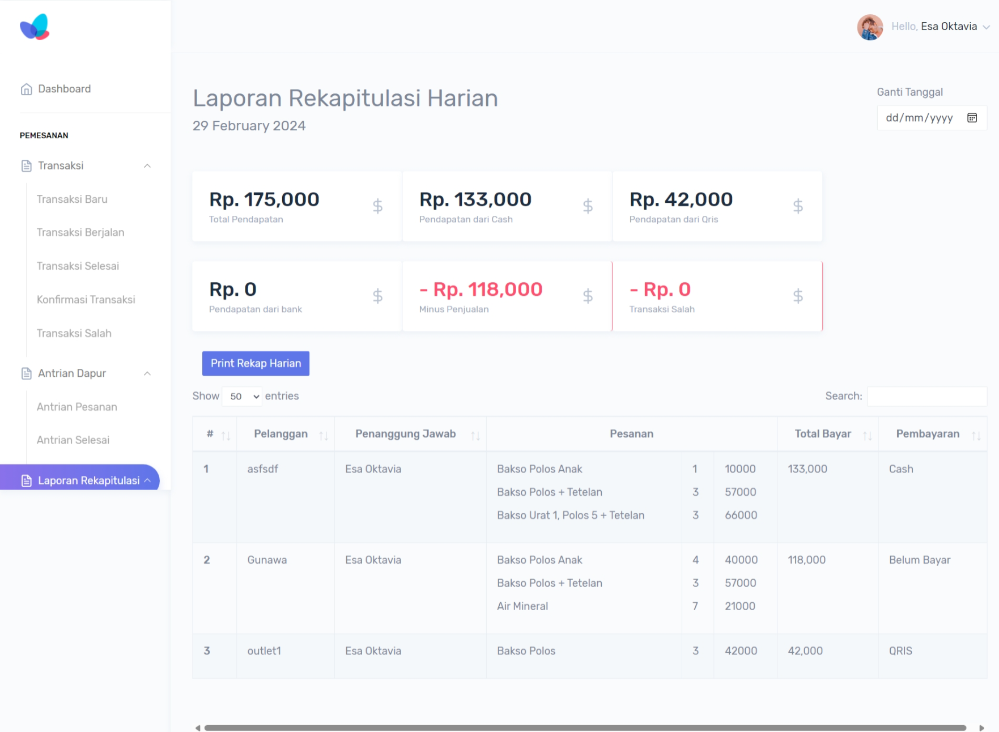 Hello, Esa Oktavia
Dashboard
PEMESANAN
Transaksi
Transaksi Baru
Transaksi Berjalan
Transaksi Selesai
Konfirmasi Transaksi
Transaksi Salah
Antrian Dapur
Antrian Pesanan
Antrian Selesai
Laporan Rekapitulasi
Laporan Rekapitulasi Harian
29 February 2024
Ganti Tanggal
dd/mm/yyyy
Rp. 175,000
Total Pendapatan
Rp. 133,000
Pendapatan dari Cash
Rp. 42,000
Pendapatan dari Qris
Rp. 0
Pendapatan dari bank
- Rp. 118,000
Minus Penjualan
- Rp. 0
Transaksi Salah
Print Rekap Harian
Show 50 entries
Search:
# Pelanggan Penanggung Jawab Pesanan Total Bayar Pembayaran
1 asfsdf Esa Oktavia Bakso Polos Anak 1 10000 133,000 Cash
Bakso Polos + Tetelan 3 57000
Bakso Urat 1, Polos 5 + Tetelan 3 66000
2 Gunawa Esa Oktavia Bakso Polos Anak 4 40000 118,000 Belum Bayar
Bakso Polos + Tetelan 3 57000
Air Mineral 7 21000
3 outlet1 Esa Oktavia Bakso Polos 3 42000 42,000 QRIS